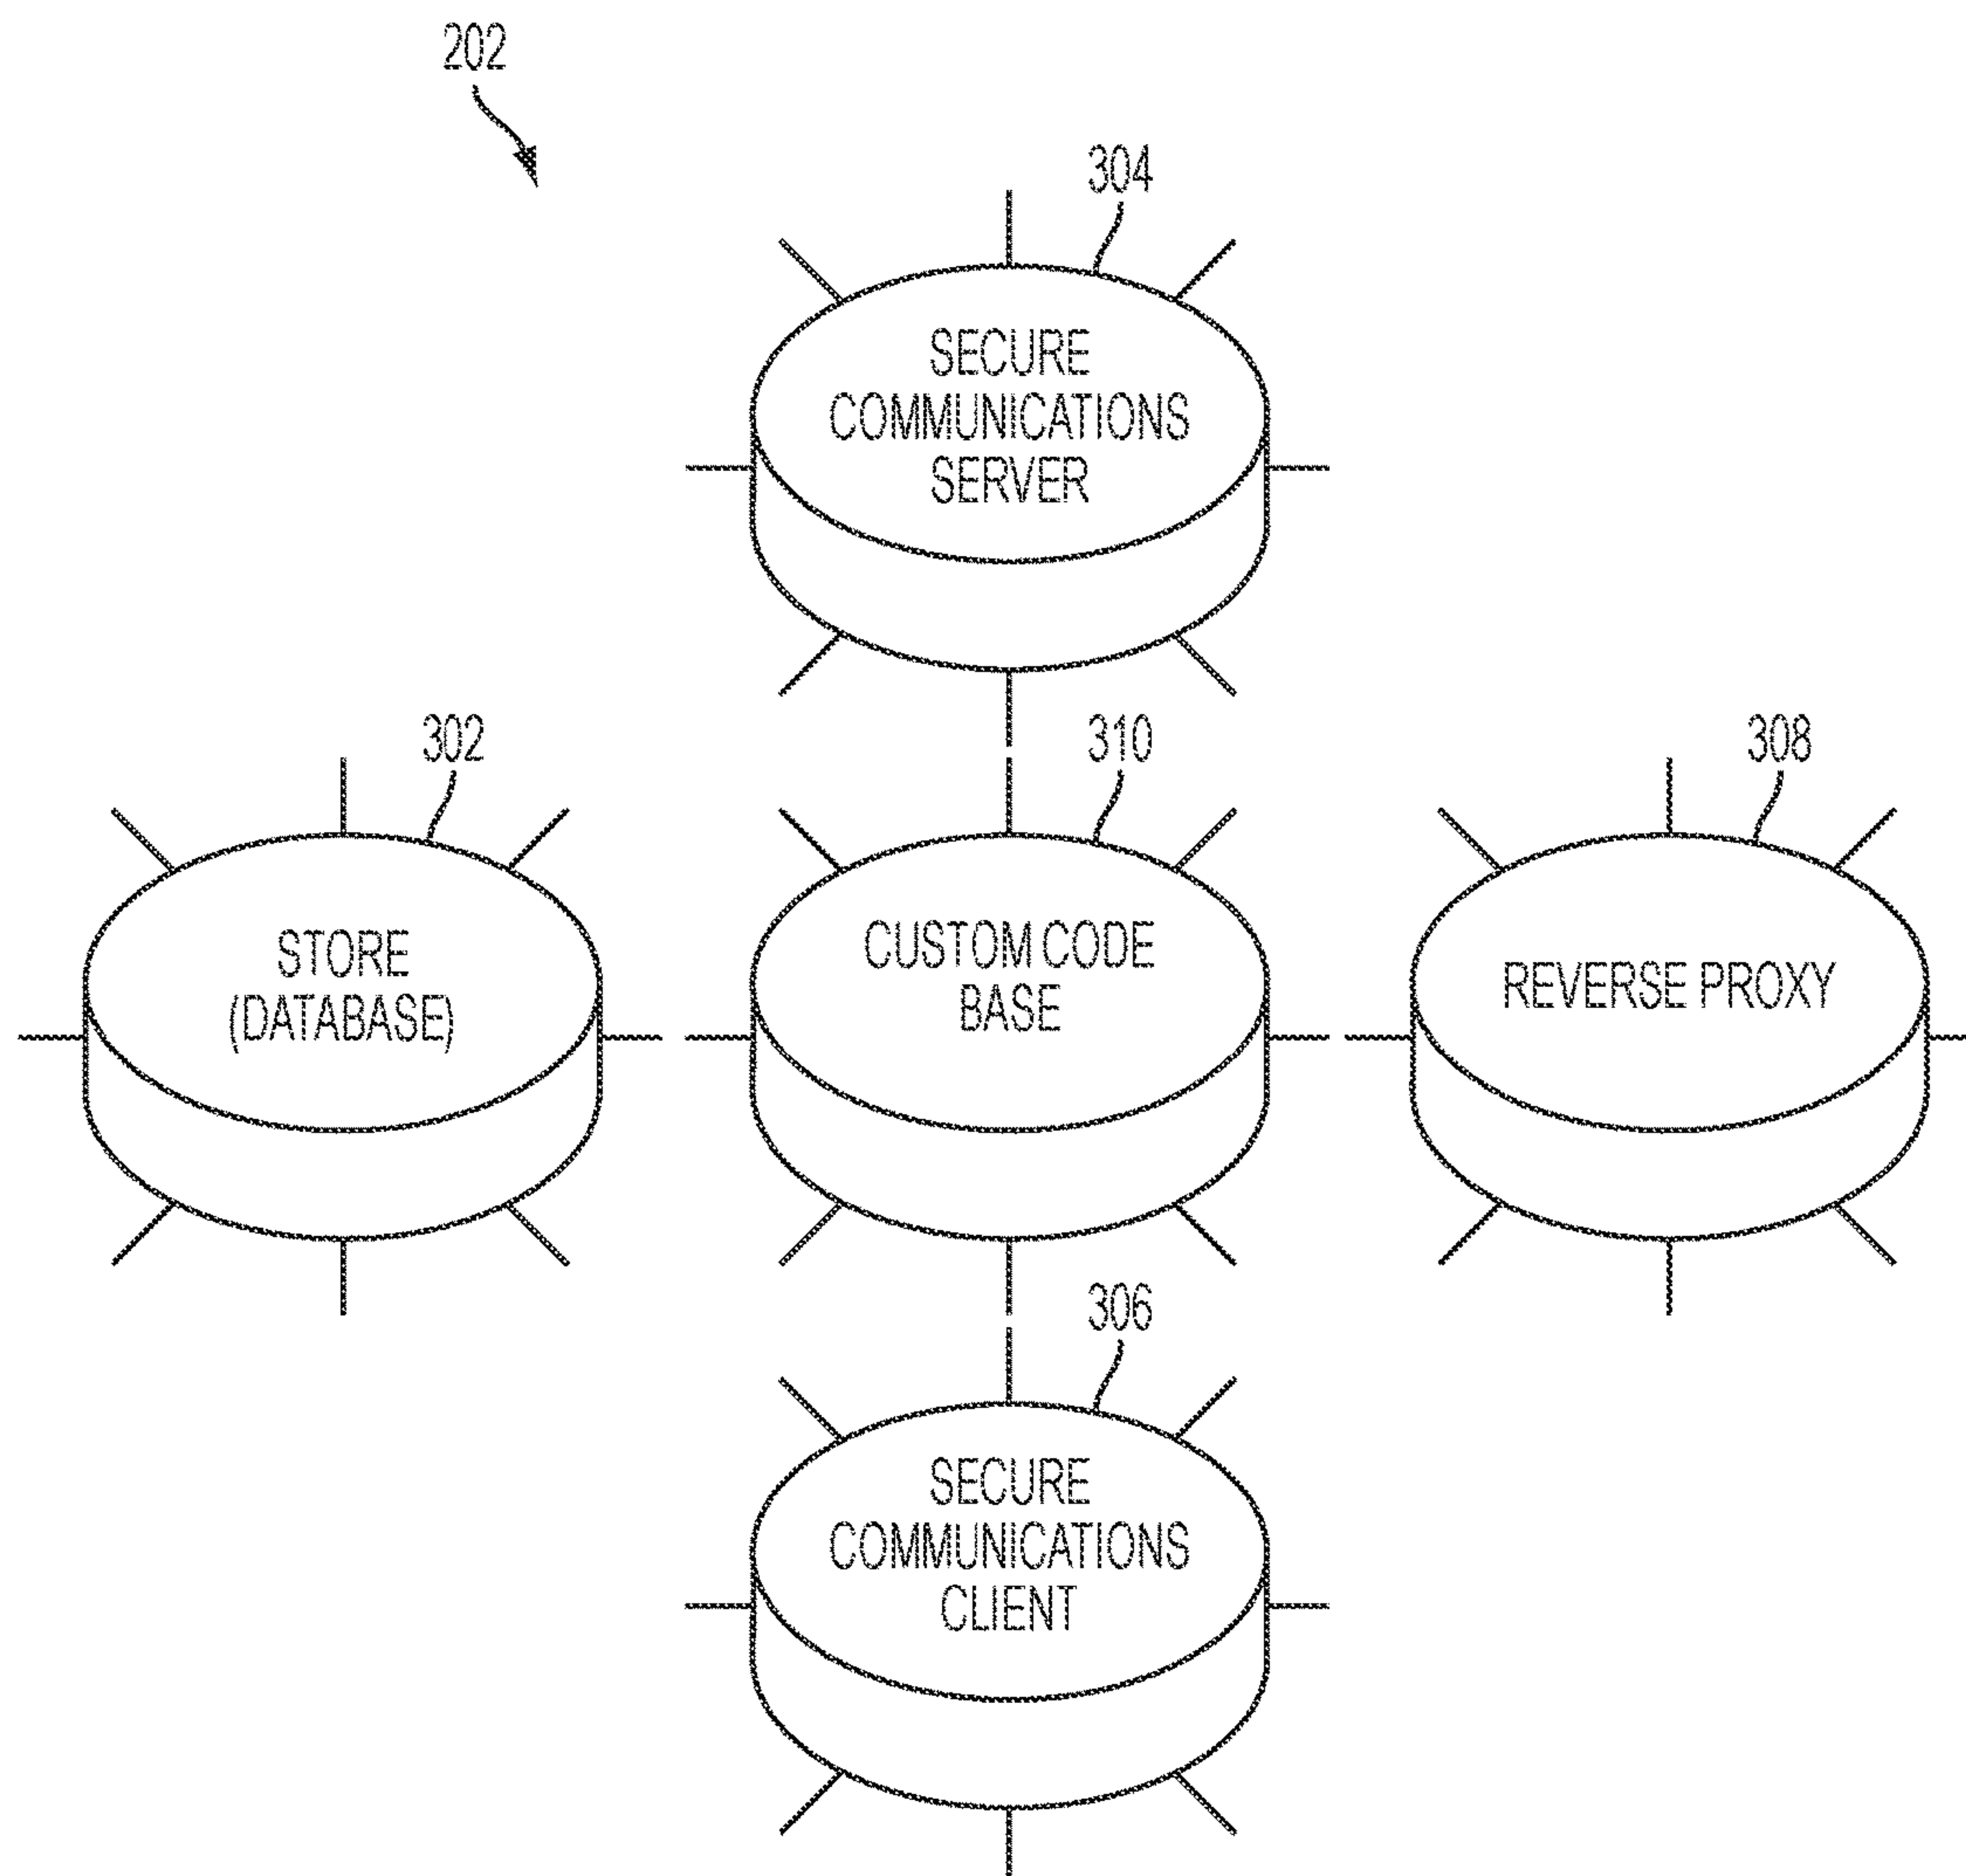 202
304
SECURE
COMMUNICATIONS
SERVER
302
310
308
STORE
(DATABASE)
CUSTOM CODE
BASE
REVERSE PROXY
306
SECURE
COMMUNICATIONS
CLIENT